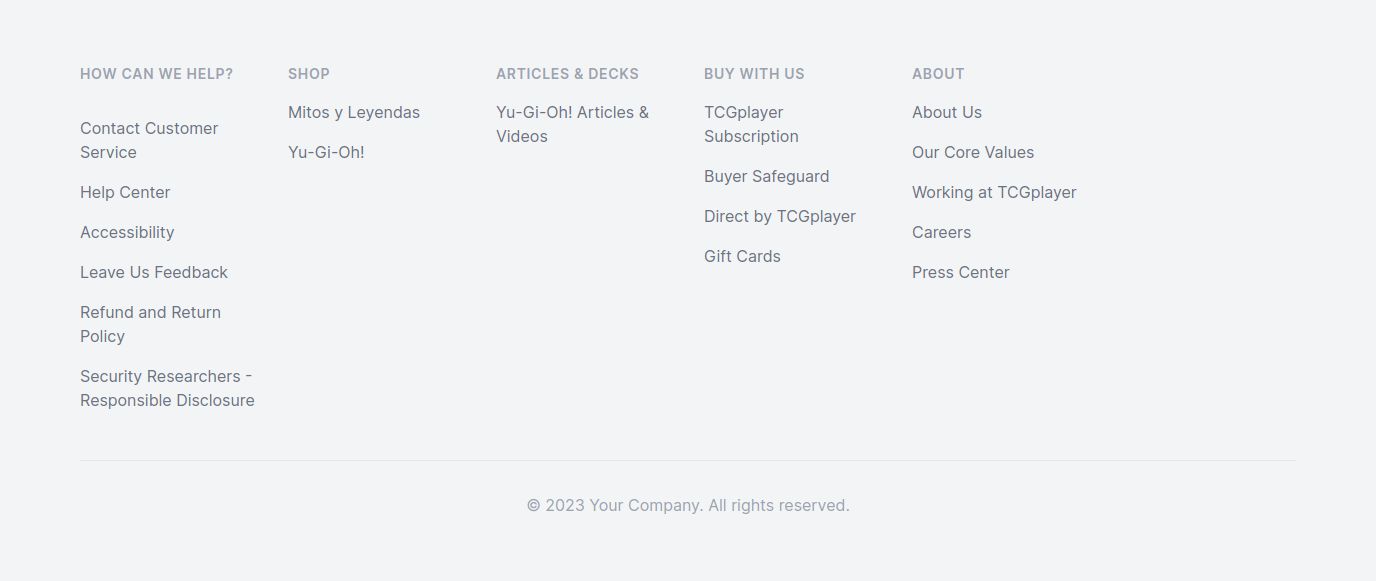 HOW CAN WE HELP?
Contact Customer
Service
Help Center
Accessibility
Leave Us Feedback
Refund and Return
Policy
Security Researchers -
Responsible Disclosure
SHOP
Mitos y Leyendas
Yu-Gi-Oh!
ARTICLES & DECKS
Yu-Gi-Oh! Articles &
Videos
BUY WITH US
TCGplayer
Subscription
Buyer Safeguard
Direct by TCGplayer
Gift Cards
ABOUT
About Us
Our Core Values
Working at TCGplayer
Careers
Press Center
© 2023 Your Company. All rights reserved.